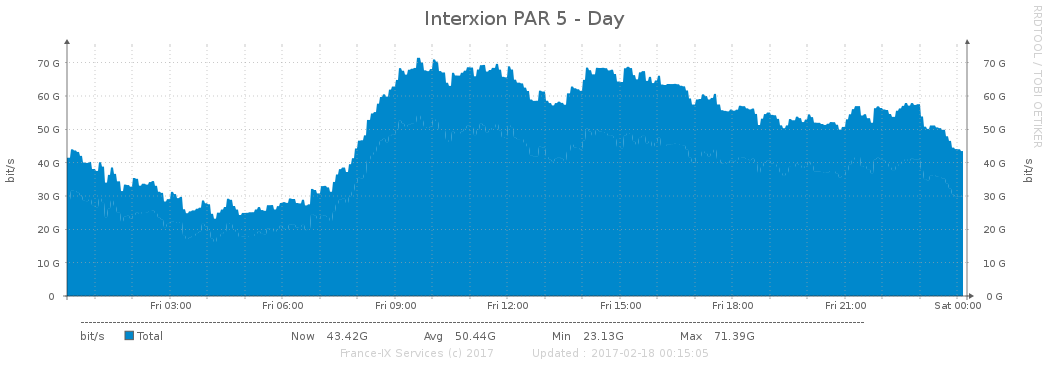 Interxion PAR 5 - Day
RRDTOOL / TOBI OETIKER
bit/s
70 G
60 G
50 G
40 G
30 G
20 G
10 G
0
70 G
60 G
50 G
40 G
30 G
20 G
10 G
0 G
bit/s
Fri 03:00 Fri 06:00 Fri 09:00 Fri 12:00 Fri 15:00 Fri 18:00 Fri 21:00 Sat 00:00
bit/s Total Now 43.42G Avg 50.44G Min 23.13G Max 71.39G
France-IX Services (c) 2017 Updated : 2017-02-18 00:15:05